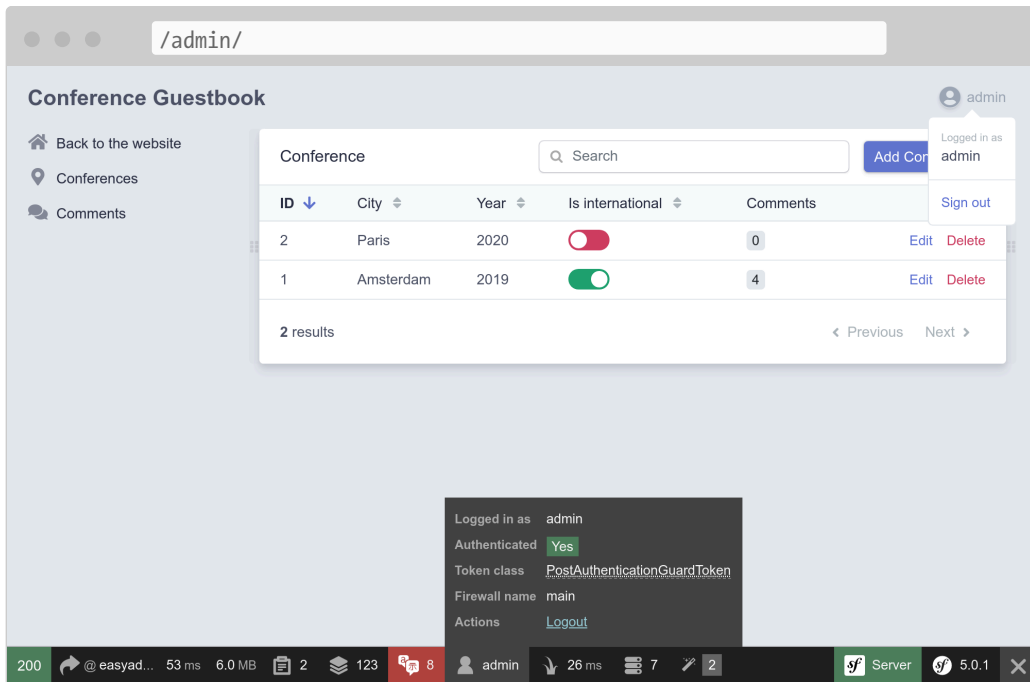 /admin/
Conference Guestbook
admin
Back to the website
Conferences
Comments
Logged in as
admin
Sign out
Conference
Search
Add Con
ID City Year Is international Comments
2 Paris 2020 0 Edit Delete
1 Amsterdam 2019 4 Edit Delete
2 results
Previous Next
Logged in as admin
Authenticated Yes
Token class PostAuthenticationGuardToken
Firewall name main
Actions Logout
200 @ easyad... 53 ms 6.0 MB 2 123 8 admin 26 ms 7 2 sf Server sf 5.0.1